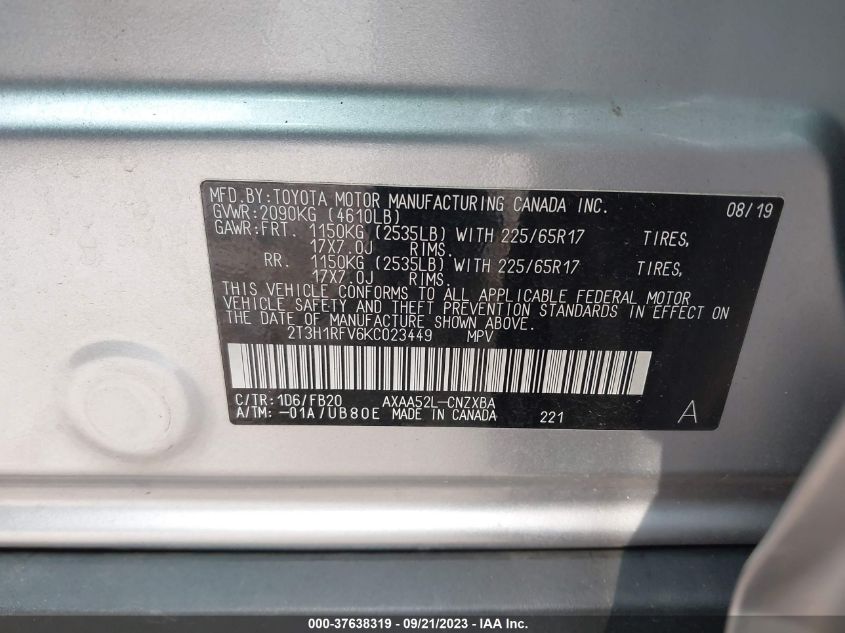 MFD.BY:TOYOTA MOTOR MANUFACTURING CANADA INC. 08/19
GVWR:2090KG (4610LB)
GAWR:FRT. 1150KG (2535LB) WITH 225/65R17 TIRES,
17X7.0J RIMS.
RR. 1150KG (2535LB) WITH 225/65R17 TIRES,
17X7.0J RIMS.
THIS VEHICLE CONFORMS TO ALL APPLICABLE FEDERAL MOTOR
VEHICLE SAFETY AND THEFT PREVENTION STANDARDS IN EFFECT ON
THE DATE OF MANUFACTURE SHOWN ABOVE.
2T3H1RFV6KC023449 MPV
C/TR:1D6/FB20 AXAA52L-CNZXBA
A/TM:-01A/UB80E MADE IN CANADA 221 A
000-37638319 - 09/21/2023 - IAA Inc.